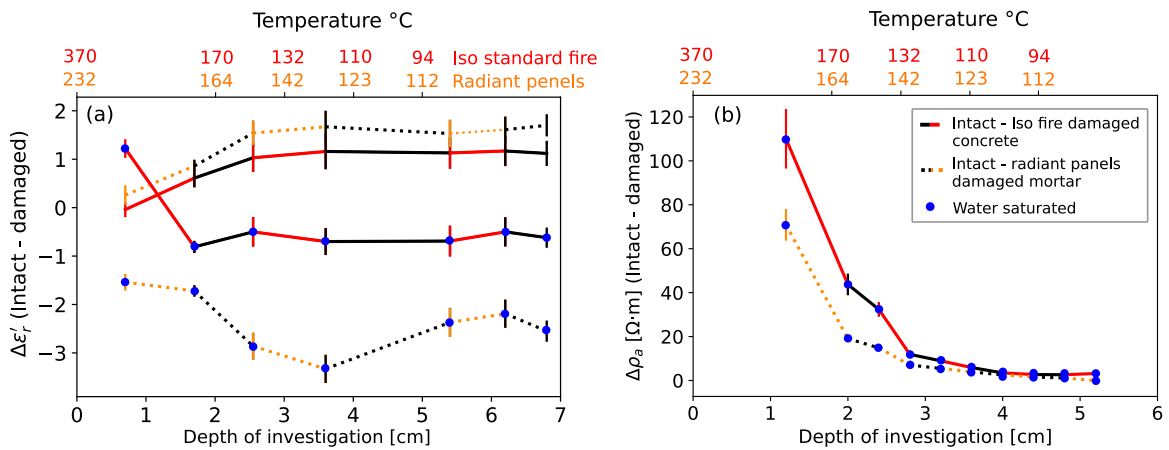 Temperature °C
370 170 132 110 94 Iso standard fire
232 164 142 123 112 Radiant penels
(a)
2
1
0
−1
−2
−3
Δε′r (Intact - damaged)
0 1 2 3 4 5 6 7
Depth of investigation [cm]
Temperature °C
370 170 132 110 94
232 164 142 123 112
(b)
Intact - Iso fire damaged
concrete
Intact - radiant panels
damaged mortar
Water saturated
120
100
80
60
40
20
0
Δρa [Ω·m] (Intact - damaged)
0 1 2 3 4 5 6
Depth of investigation [cm]